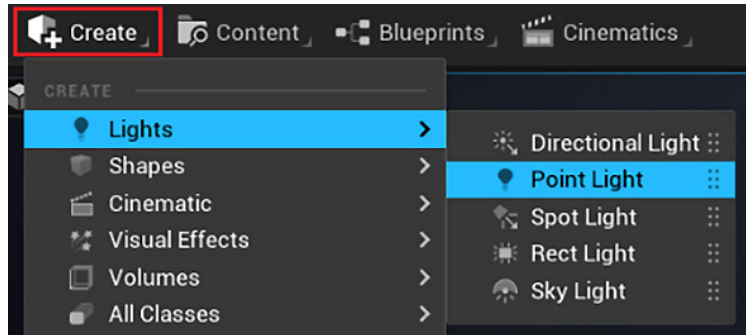 Create Content Blueprints Cinematics
CREATE
Lights
Shapes
Cinematic
Visual Effects
Volumes
All Classes
Directional Light
Point Light
Spot Light
Rect Light
Sky Light